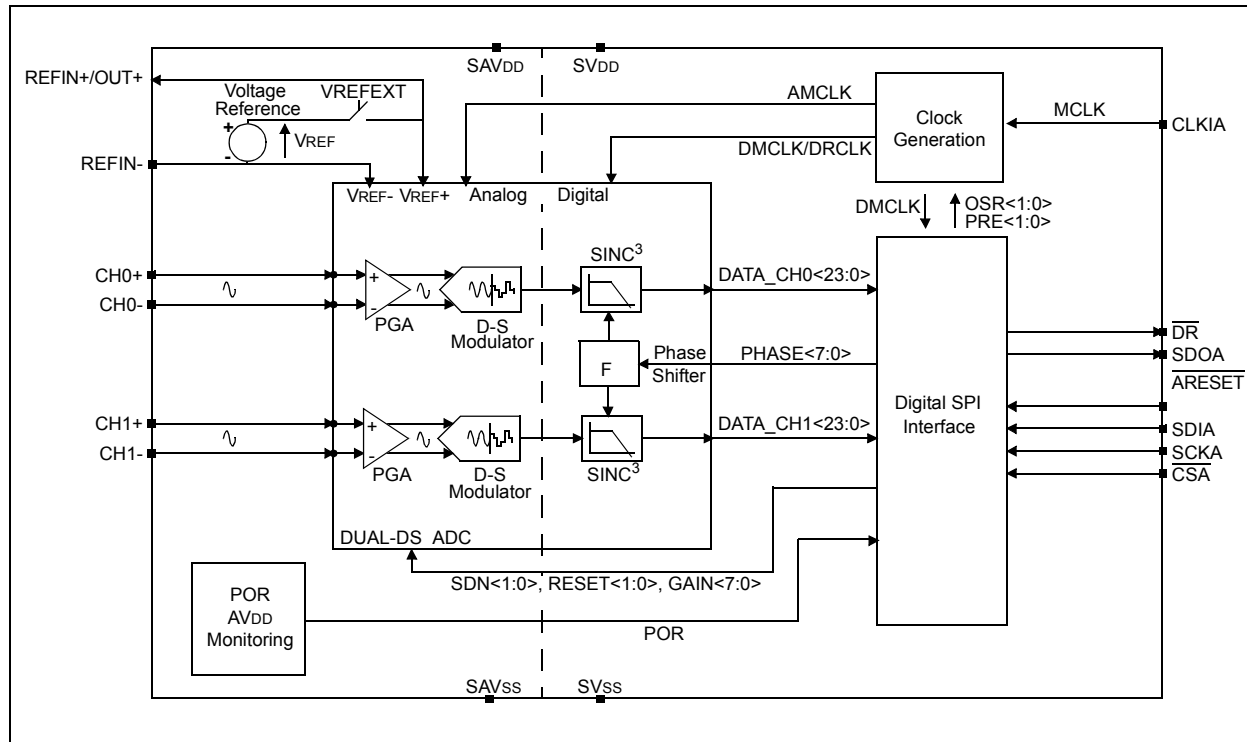 SAVDD
SVDD
REFIN+/OUT+
Voltage
Reference
VREFEXT
+
-
VREF
REFIN-
AMCLK
Clock
Generation
MCLK
CLKIA
DMCLK/DRCLK
VREF- VREF+
Analog
Digital
DMCLK
OSR<1:0>
PRE<1:0>
CH0+
CH0-
+
-
PGA
D-S
Modulator
SINC3
DATA_CH0<23:0>
F
Phase
Shifter
PHASE<7:0>
Digital SPI
Interface
DR
SDOA
ARESET
SDIA
SCKA
CSA
CH1+
CH1-
+
-
PGA
D-S
Modulator
SINC3
DATA_CH1<23:0>
DUAL-DS ADC
SDN<1:0>, RESET<1:0>, GAIN<7:0>
POR
AVDD
Monitoring
POR
SAVSS
SVSS